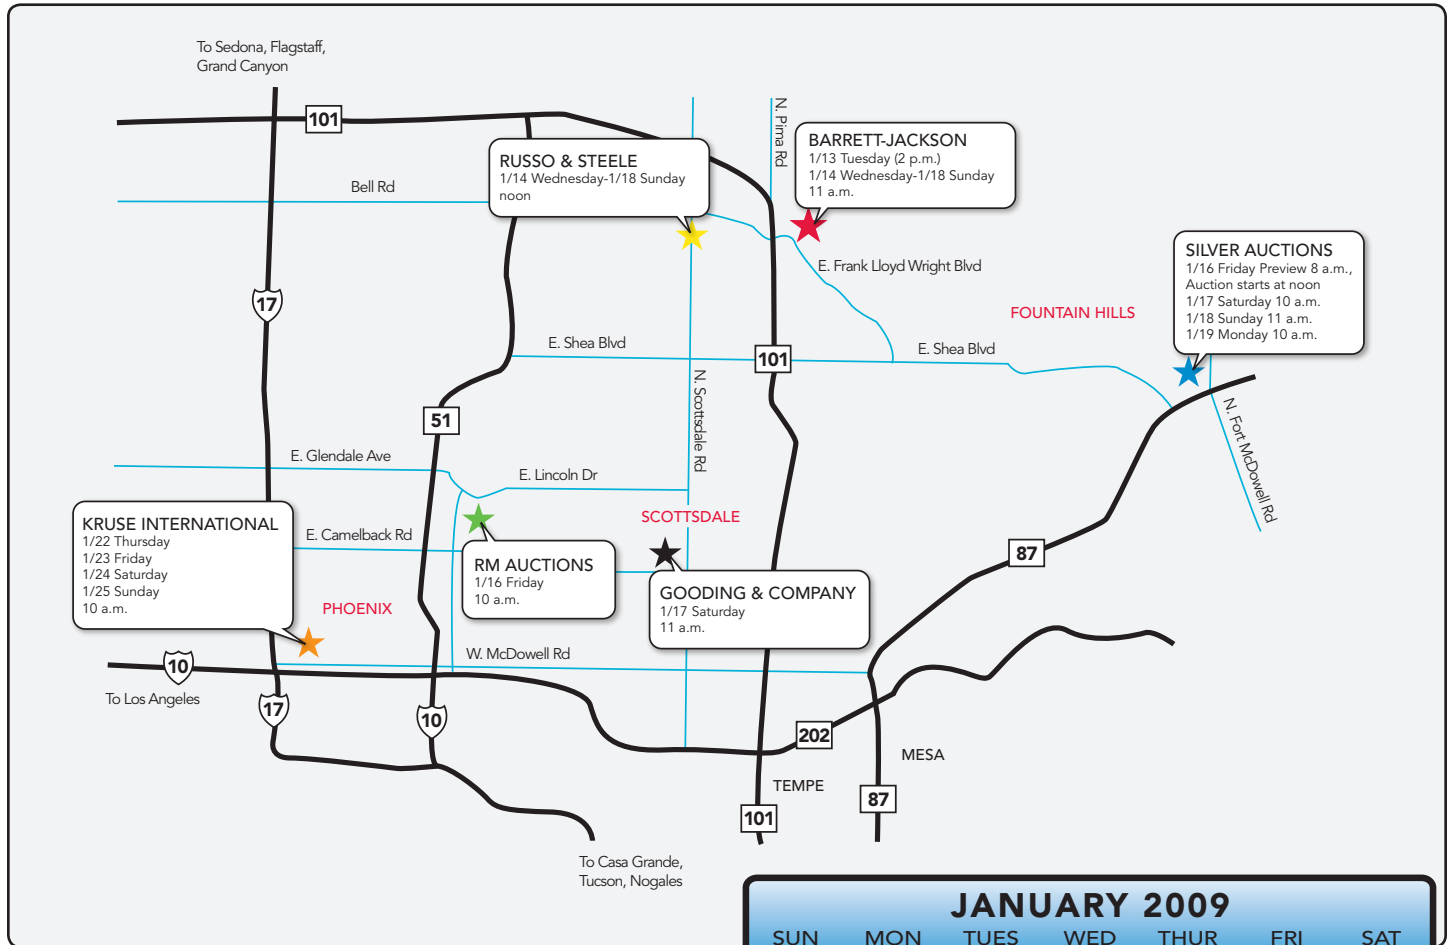 To Sedona, Flagstaff,
Grand Canyon
101
N. Pima Rd
BARRETT-JACKSON
1/13 Tuesday (2 p.m.)
1/14 Wednesday-1/18 Sunday
11 a.m.
RUSSO & STEELE
1/14 Wednesday-1/18 Sunday
noon
Bell Rd
SILVER AUCTIONS
1/16 Friday Preview 8 a.m.,
Auction starts at noon
1/17 Saturday 10 a.m.
1/18 Sunday 11 a.m.
1/19 Monday 10 a.m.
E. Frank Lloyd Wright Blvd
17
FOUNTAIN HILLS
E. Shea Blvd
101
E. Shea Blvd
N. Scottsdale Rd
51
N. Fort McDowell Rd
E. Glendale Ave
E. Lincoln Dr
SCOTTSDALE
KRUSE INTERNATIONAL
1/22 Thursday
1/23 Friday
1/24 Saturday
1/25 Sunday
10 a.m.
E. Camelback Rd
87
RM AUCTIONS
1/16 Friday
10 a.m.
GOODING & COMPANY
1/17 Saturday
11 a.m.
PHOENIX
W. McDowell Rd
10
To Los Angeles
17
10
202
MESA
TEMPE
87
101
To Casa Grande,
Tucson, Nogales
JANUARY 2009
SUN MON TUES WED THUR FRI SAT